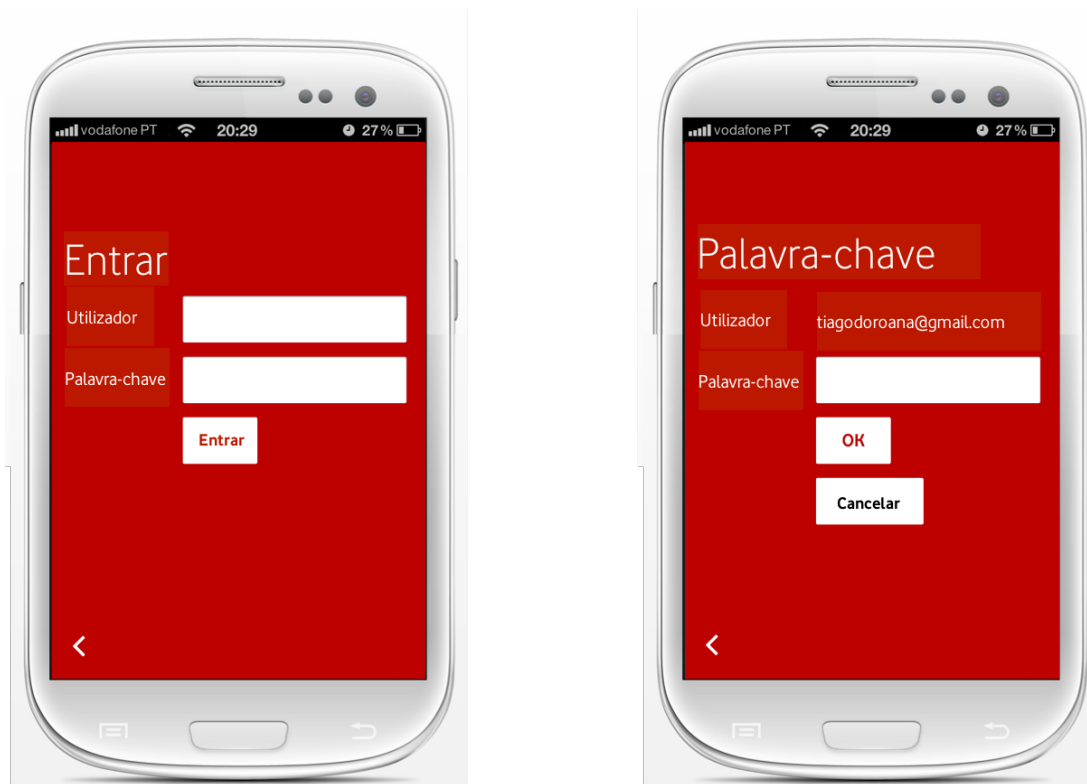 vodafone PT 20:29 27%
Entrar
Utilizador
Palavra-chave
Entrar
vodafone PT 20:29 27%
Palavra-chave
Utilizador tiagodoroana@gmail.com
Palavra-chave
OK
Cancelar